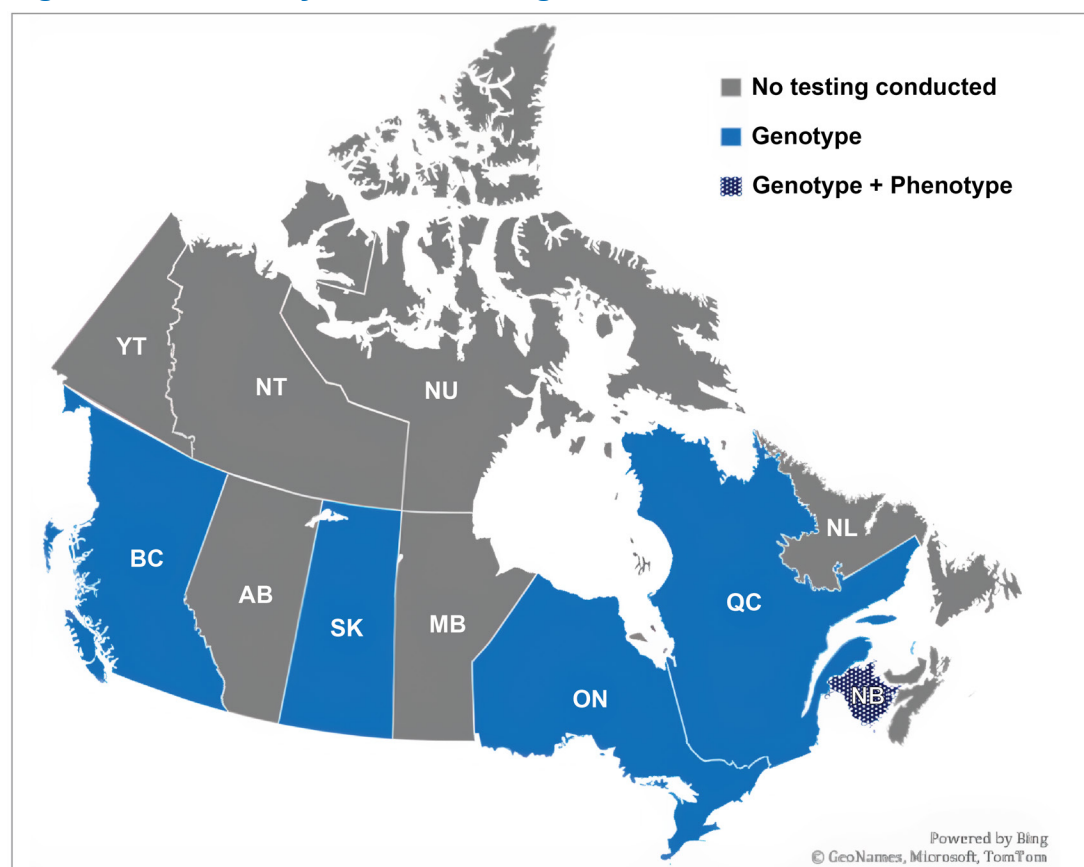 No testing conducted
Genotype
Genotype + Phenotype
YT
NT
NU
BC
AB
SK
MB
ON
QC
NL
NB
Powered by Bing
© GeoNames, Microsoft, TomTom